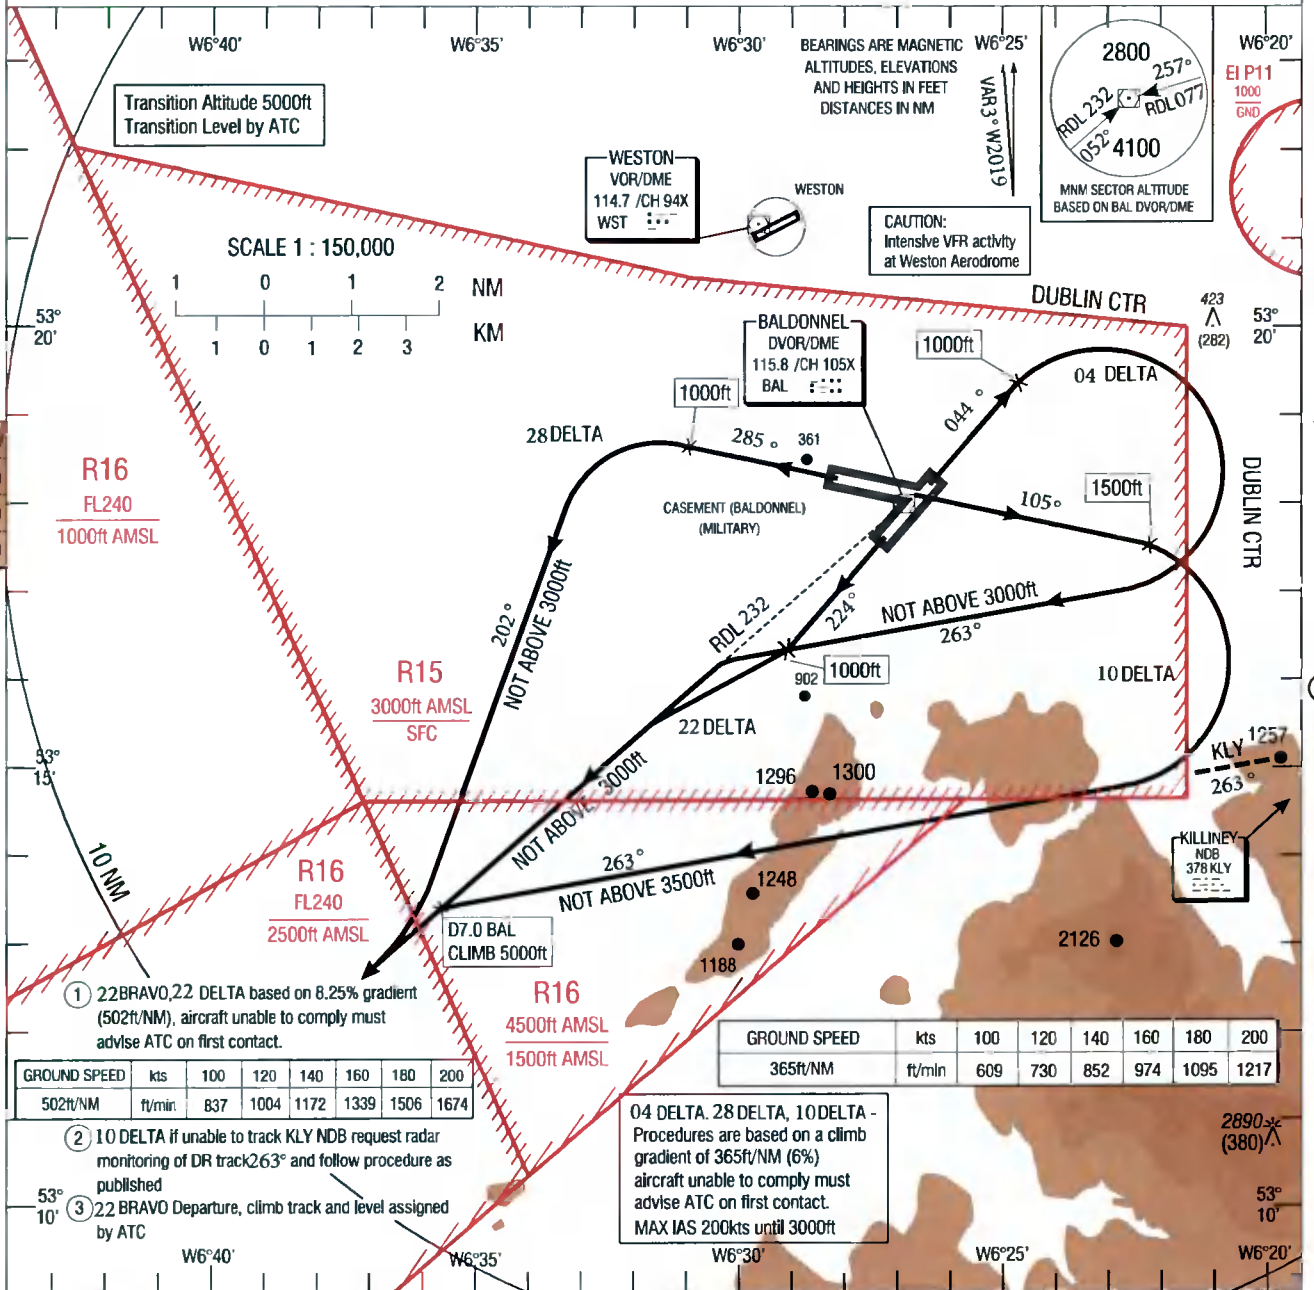 W6°40'
W6°35'
W6°30'
W6°25'
W6°20'
BEARINGS ARE MAGNETIC
ALTITUDES, ELEVATIONS
AND HEIGHTS IN FEET
DISTANCES IN NM
VAR3°W2019
2800
257°
RDL077
RDL 232
052°
4100
MNM SECTOR ALTITUDE
BASED ON BAL DVOR/DME
EI P11
1000
GND
Transition Altitude 5000ft
Transition Level by ATC
WESTON
VOR/DME
114.7 /CH 94X
WST
WESTON
CAUTION:
Intensive VFR activity
at Weston Aerodrome
SCALE 1 : 150,000
1 0 1 2 NM
1 0 1 2 3 KM
53°
20'
DUBLIN CTR
423
(282)
53°
20'
BALDONNEL
DVOR/DME
115.8 /CH 105X
BAL
1000ft
04 DELTA
1000ft
044°
28DELTA
285°
361
R16
FL240
1000ft AMSL
CASEMENT (BALDONNEL)
(MILITARY)
105°
1500ft
DUBLIN CTR
202°
NOT ABOVE 3000ft
RDL 232
224°
NOT ABOVE 3000ft
263°
1000ft
902
R15
3000ft AMSL
SFC
22 DELTA
10 DELTA
53°
15'
1296
1300
NOT ABOVE 3000ft
KLY
1257
263°
KILLINEY
NDB
378 KLY
10 NM
R16
FL240
2500ft AMSL
263°
NOT ABOVE 3500ft
1248
D7.0 BAL
CLIMB 5000ft
1188
2126
1 22BRAVO,22 DELTA based on 8.25% gradient
(502ft/NM), aircraft unable to comply must
advise ATC on first contact.
R16
4500ft AMSL
1500ft AMSL
GROUND SPEED kts 100 120 140 160 180 200
365ft/NM ft/min 609 730 852 974 1095 1217
GROUND SPEED kts 100 120 140 160 180 200
502ft/NM ft/min 837 1004 1172 1339 1506 1674
04 DELTA. 28 DELTA, 10 DELTA -
Procedures are based on a climb
gradient of 365ft/NM (6%)
aircraft unable to comply must
advise ATC on first contact.
MAX IAS 200kts until 3000ft
2890
(380)
2 10 DELTA if unable to track KLY NDB request radar
monitoring of DR track263° and follow procedure as
published
3 22 BRAVO Departure, climb track and level assigned
by ATC
53°
10'
53°
10'
W6°40'
W6°35'
W6°30'
W6°25'
W6°20'